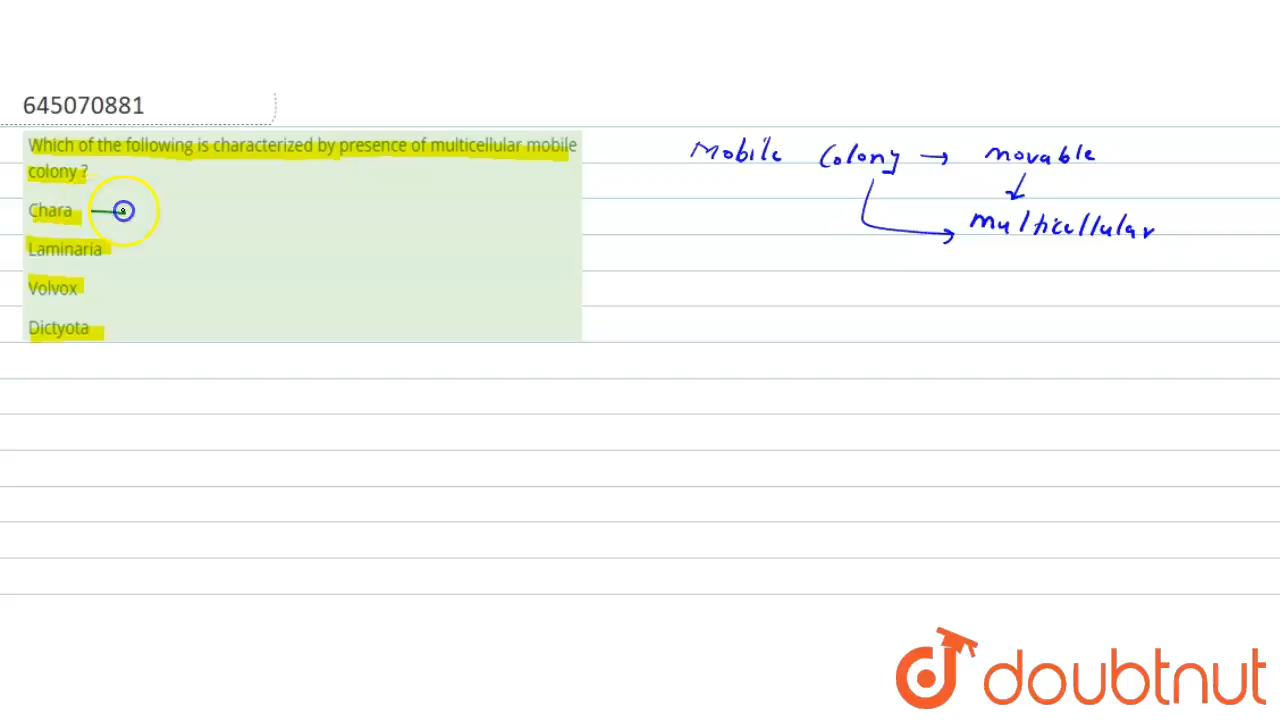 645070881
Which of the following is characterized by presence of multicellular mobile
colony ?
Chara
Laminaria
Volvox
Dictyota
Mobile Colony → movable
multicellular
doubtnut